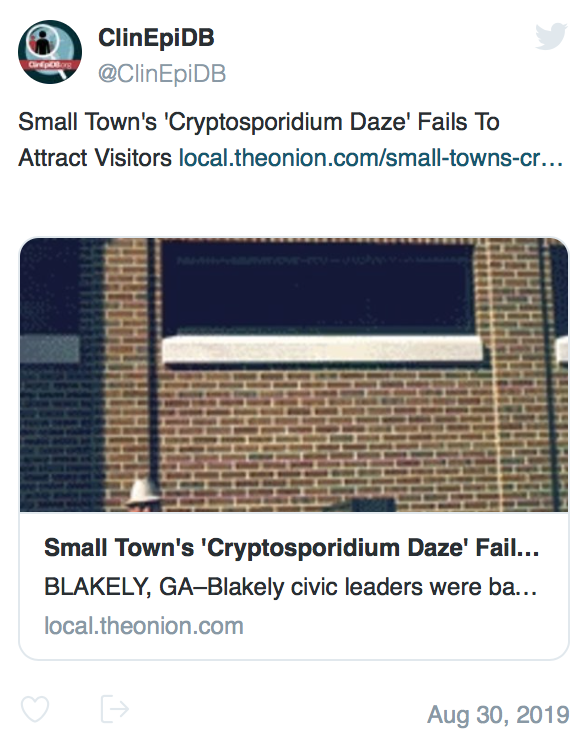 ClinEpiDB
@ClinEpiDB
ClinEpiDB.org
Small Town's 'Cryptosporidium Daze' Fails To
Attract Visitors local.theonion.com/small-towns-cr…
Small Town's 'Cryptosporidium Daze' Fail...
BLAKELY, GA–Blakely civic leaders were ba...
local.theonion.com
Aug 30, 2019